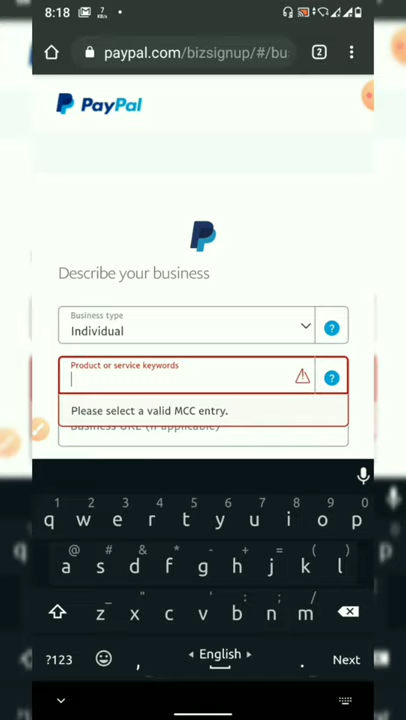 8:18
7
paypal.com/bizsignup/#/bu
2
PayPal
Describe your business
Business type
Individual
?
Product or service keywords
?
Please select a valid MCC entry.
Business URL (if applicable)
1 2 3 4 5 6 7 8 9 0
q w e r t y u i o p
@ # & * - + = ( )
a s d f g h j k l
_ " ' : ; ! /
z x c v b n m
?123 , English . Next